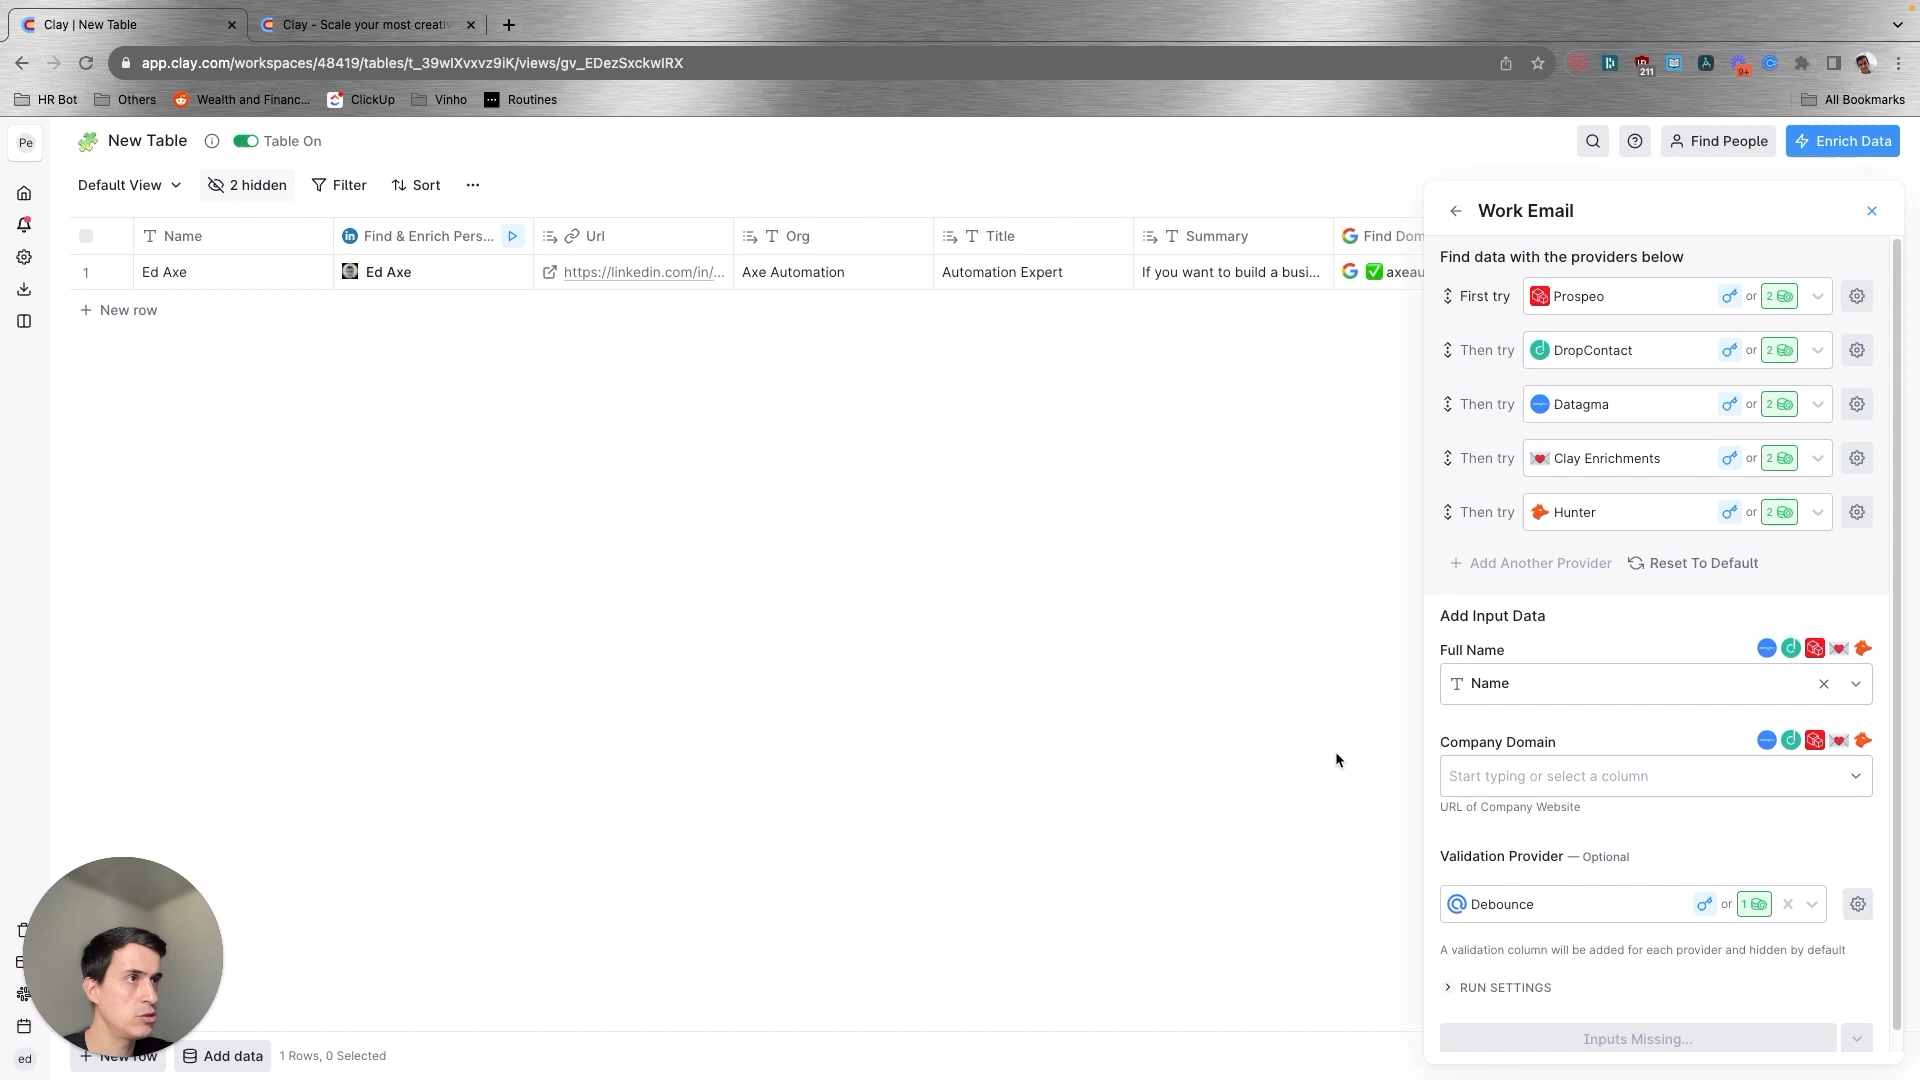 Clay | New Table
Clay - Scale your most creativ
app.clay.com/workspaces/48419/tables/t_39wIXvxvz9iK/views/gv_EDezSxckwIRX
211
9+
HR Bot
Others
Wealth and Financ...
ClickUp
Vinho
Routines
All Bookmarks
Pe
New Table
Table On
Find People
Enrich Data
Default View
2 hidden
Filter
Sort
Work Email
Name
Find & Enrich Pers...
Url
Org
Title
Summary
Find Dom
1
Ed Axe
Ed Axe
https://linkedin.com/in/...
Axe Automation
Automation Expert
If you want to build a busi...
axeau
New row
Find data with the providers below
First try
Prospeo
or
2
Then try
DropContact
or
2
Then try
Datagma
or
2
Then try
Clay Enrichments
or
2
Then try
Hunter
or
2
Add Another Provider
Reset To Default
Add Input Data
Full Name
Name
Company Domain
Start typing or select a column
URL of Company Website
Validation Provider — Optional
Debounce
or
1
A validation column will be added for each provider and hidden by default
RUN SETTINGS
Inputs Missing...
ed
New row
Add data
1 Rows, 0 Selected